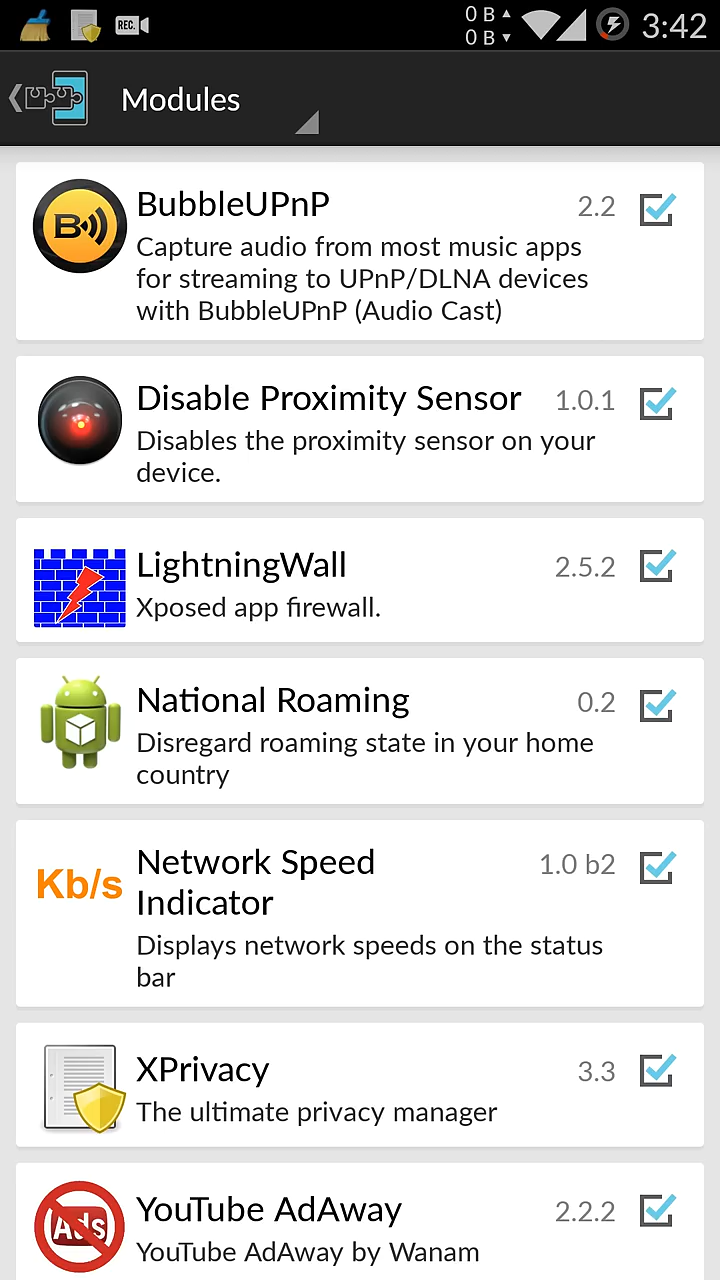 REC.
0 B
0 B
3:42
Modules
B
BubbleUPnP
2.2
Capture audio from most music apps
for streaming to UPnP/DLNA devices
with BubbleUPnP (Audio Cast)
Disable Proximity Sensor
1.0.1
Disables the proximity sensor on your
device.
LightningWall
2.5.2
Xposed app firewall.
National Roaming
0.2
Disregard roaming state in your home
country
Kb/s
Network Speed
Indicator
1.0 b2
Displays network speeds on the status
bar
XPrivacy
3.3
The ultimate privacy manager
Ads
YouTube AdAway
2.2.2
YouTube AdAway by Wanam